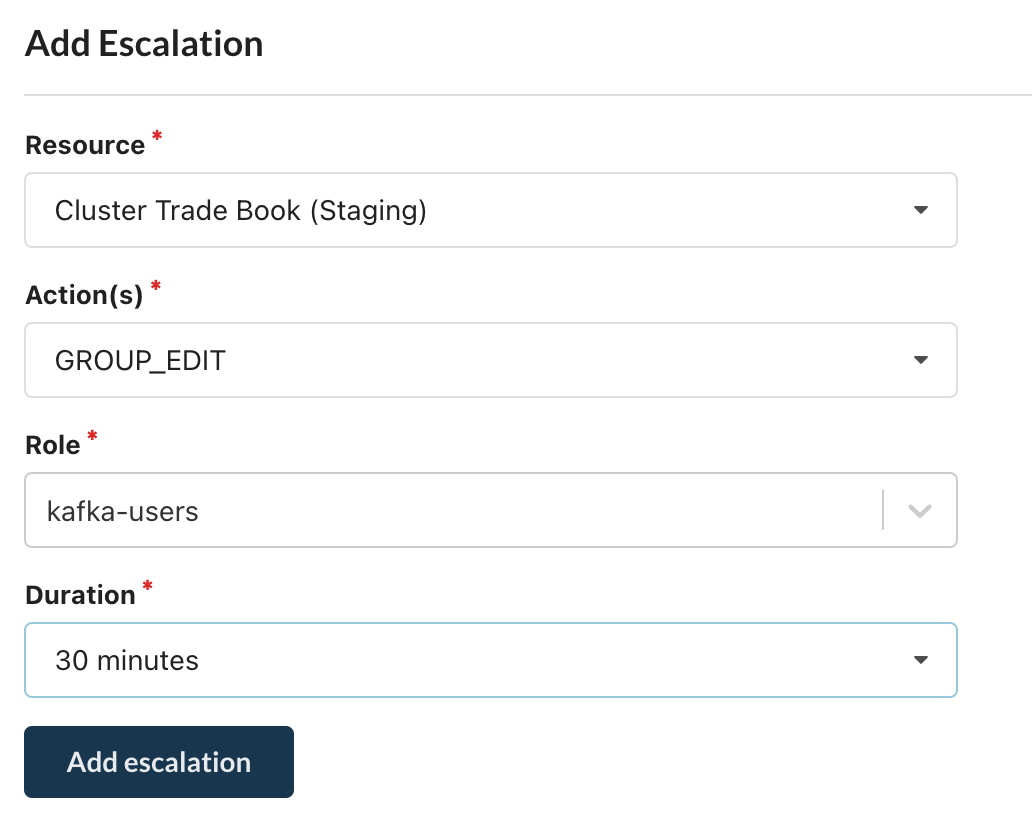 Add Escalation
Resource *
Cluster Trade Book (Staging)
Action(s) *
GROUP_EDIT
Role *
kafka-users
Duration *
30 minutes
Add escalation